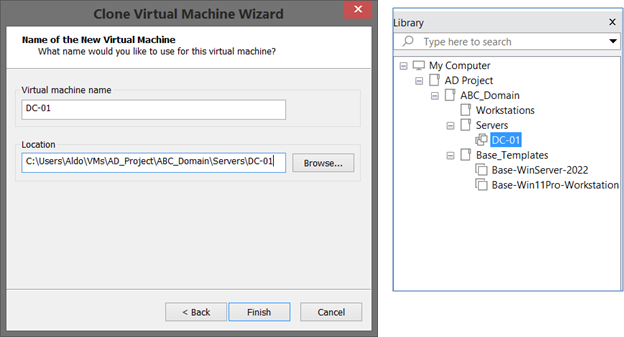 Clone Virtual Machine Wizard
Name of the New Virtual Machine
What name would you like to use for this virtual machine?
Virtual machine name
DC-01
Location
C:\Users\Aldo\VMs\AD_Project\ABC_Domain\Servers\DC-01
Browse...
< Back
Finish
Cancel
Library
Type here to search
My Computer
AD Project
ABC_Domain
Workstations
Servers
DC-01
Base_Templates
Base-WinServer-2022
Base-Win11Pro-Workstation